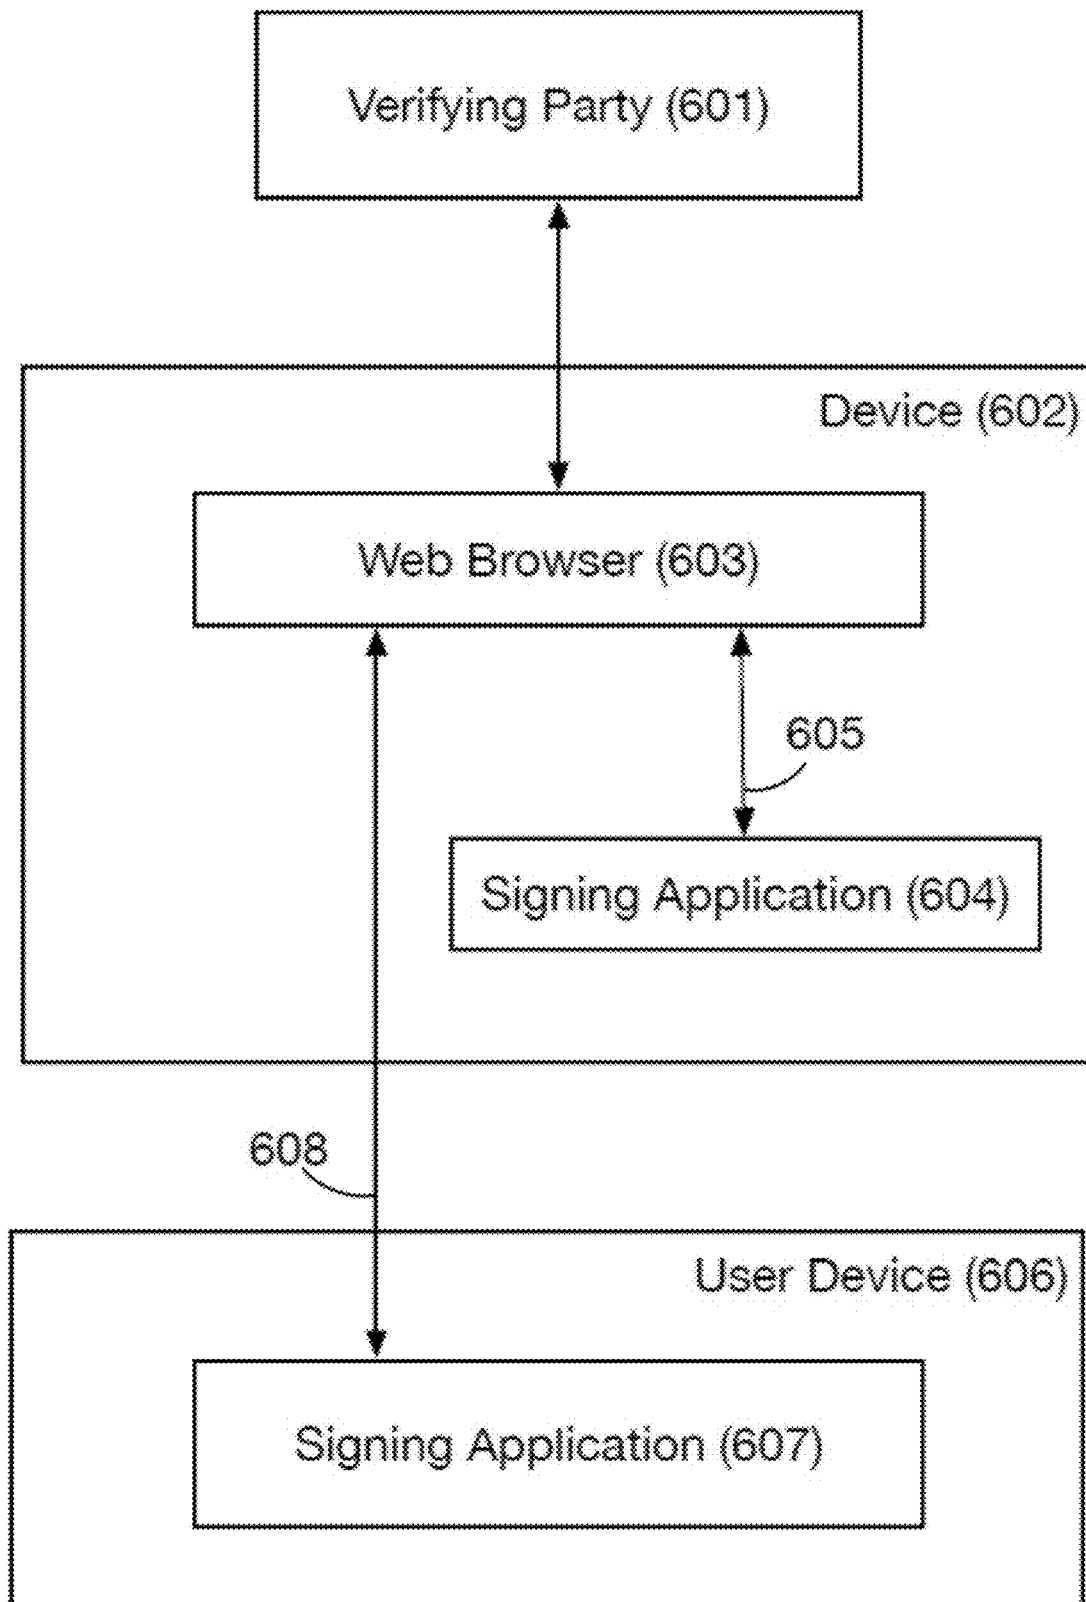 Verifying Party (601)
Device (602)
Web Browser (603)
605
Signing Application (604)
608
User Device (606)
Signing Application (607)